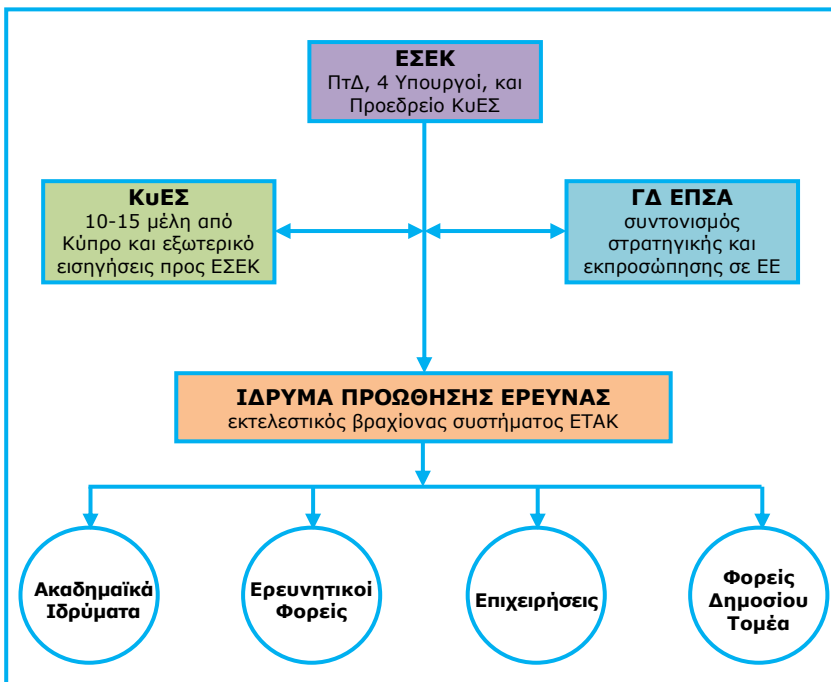 ΕΣΕΚ
ΠτΔ, 4 Υπουργοί, και
Προεδρείο ΚυΕΣ
ΚυΕΣ
10-15 μέλη από
Κύπρο και εξωτερικό
εισηγήσεις προς ΕΣΕΚ
ΓΔ ΕΠΣΑ
συντονισμός
στρατηγικής και
εκπροσώπησης σε ΕΕ
ΙΔΡΥΜΑ ΠΡΟΩΘΗΣΗΣ ΕΡΕΥΝΑΣ
εκτελεστικός βραχίονας συστήματος ΕΤΑΚ
Ακαδημαϊκά
Ιδρύματα
Ερευνητικοί
Φορείς
Επιχειρήσεις
Φορείς
Δημοσίου
Τομέα